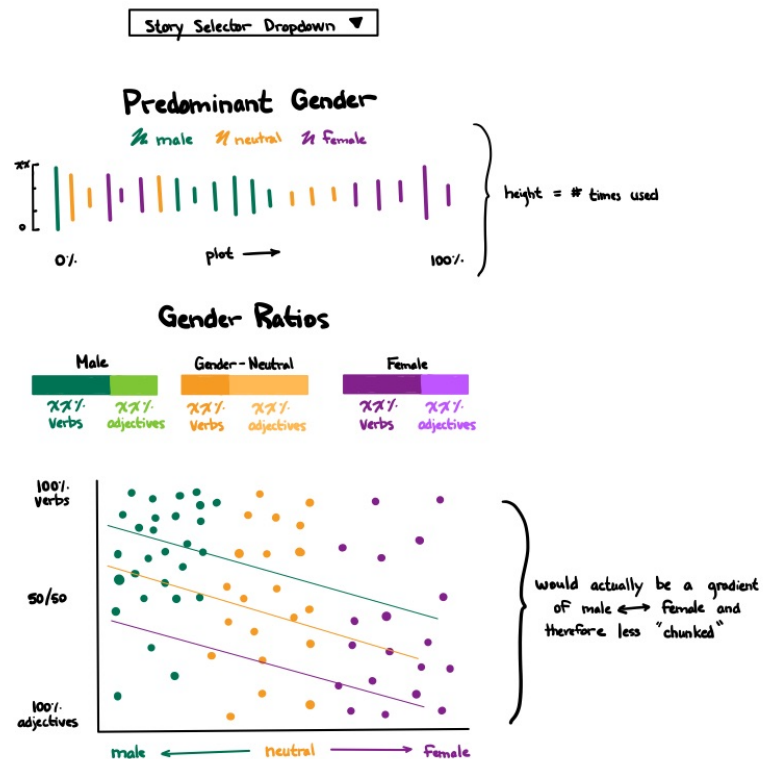 Story Selector Dropdown
Predominant Gender
n male n neutral n female
xx
0
0% plot 100%
height = # times used
Gender Ratios
Male Gender-Neutral Female
xx% xx% xx% xx% xx% xx%
verbs adjectives verbs adjectives verbs adjectives
100%
verbs
50/50
100%
adjectives
male neutral female
would actually be a gradient
of male ↔ female and
therefore less "chunked"